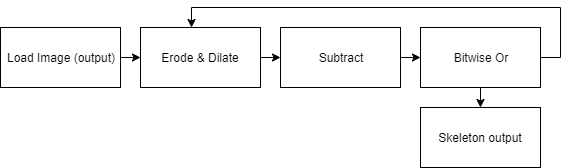 Load Image (output)
Erode & Dilate
Subtract
Bitwise Or
Skeleton output